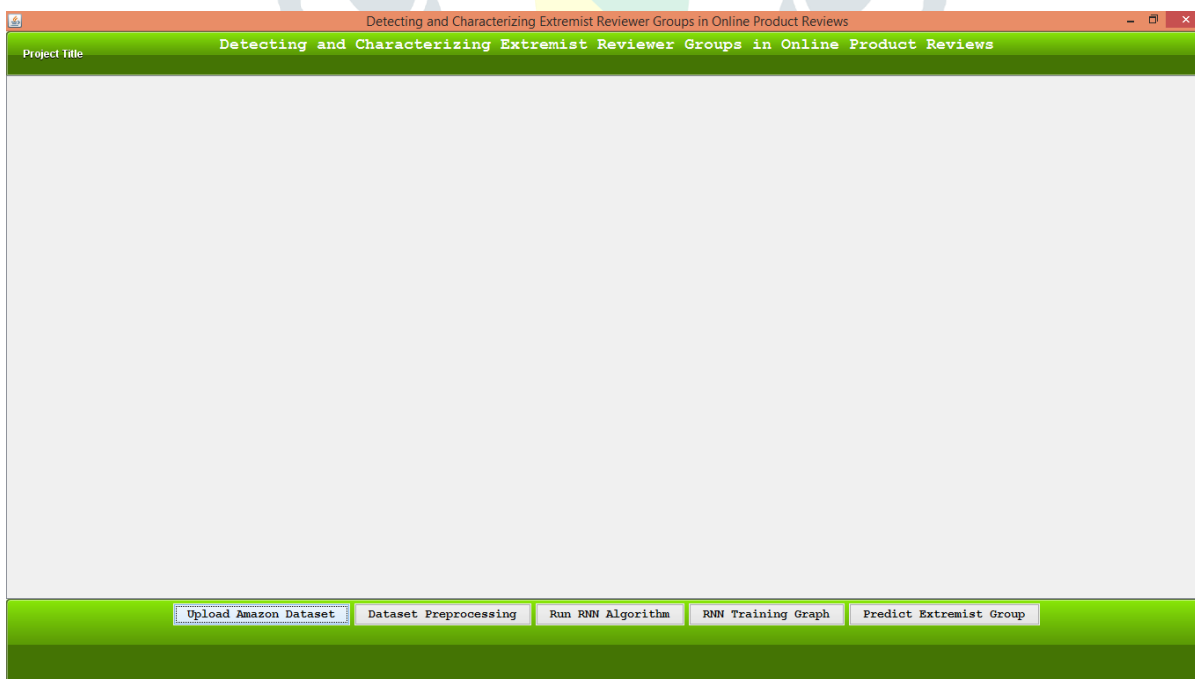 Detecting and Characterizing Extremist Reviewer Groups in Online Product Reviews
Detecting and Characterizing Extremist Reviewer Groups in Online Product Reviews
Project Title
Upload Amazon Dataset Dataset Preprocessing Run RNN Algorithm RNN Training Graph Predict Extremist Group